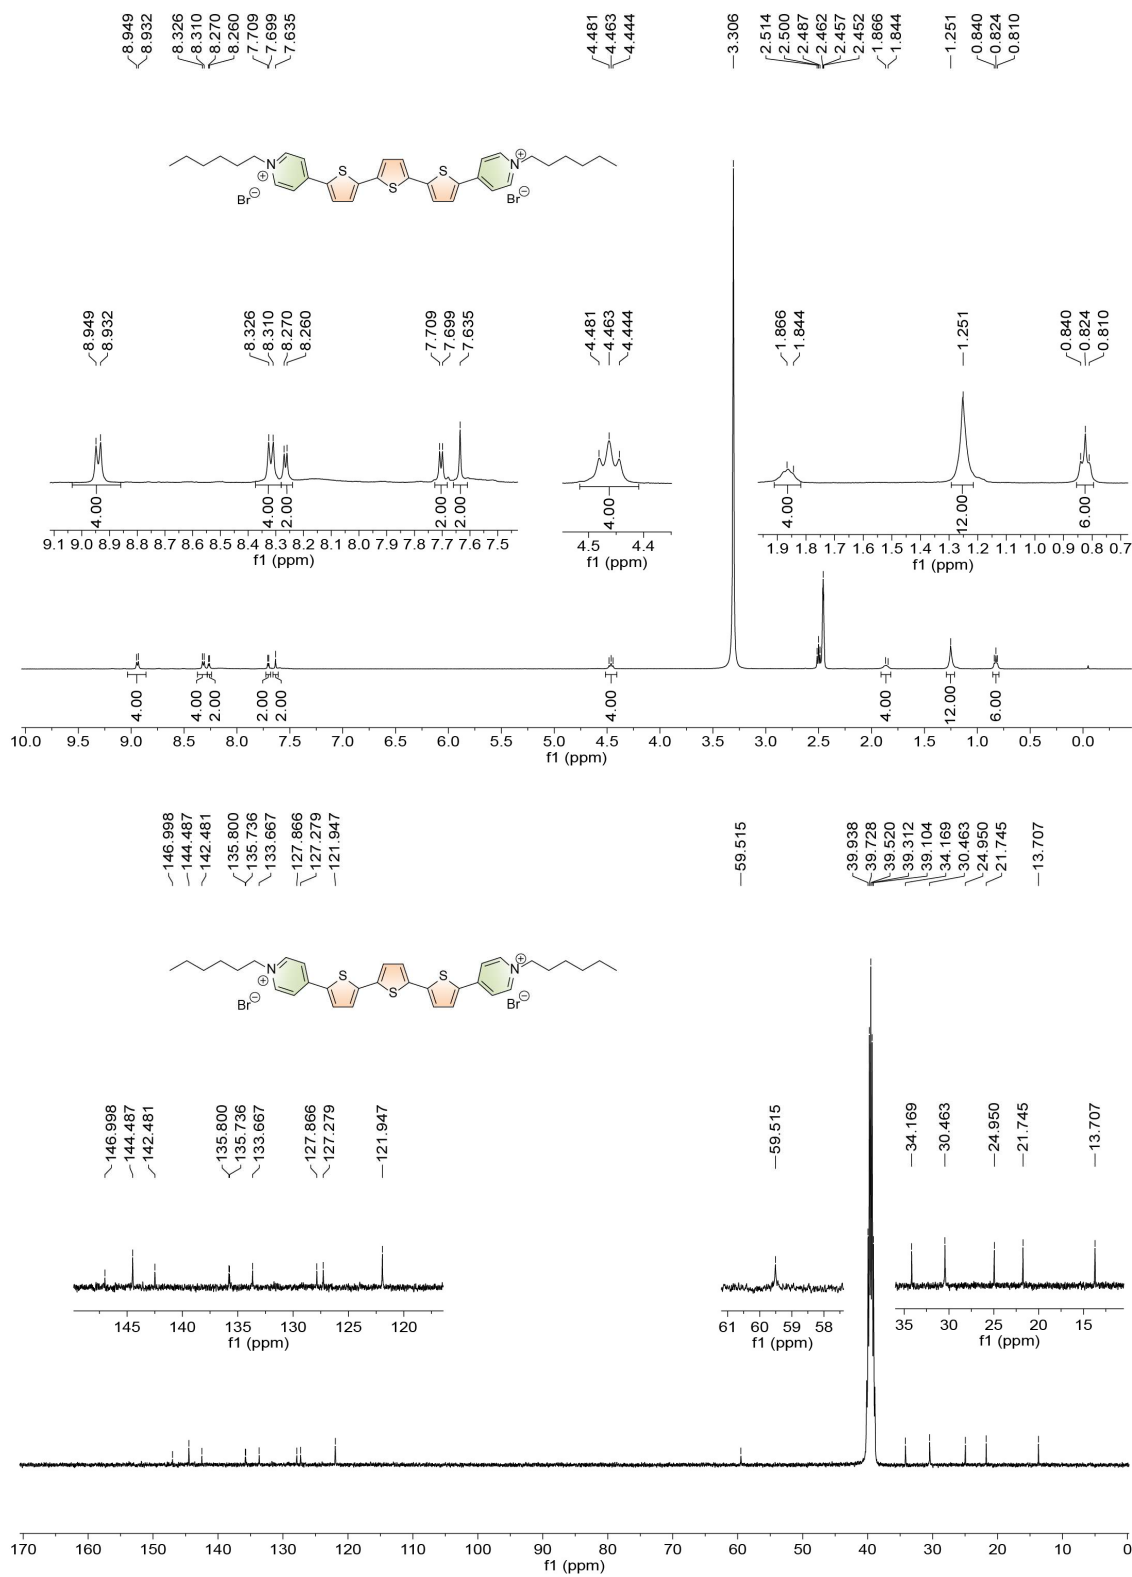 8.949
8.932
8.326
8.310
8.270
8.260
7.709
7.699
7.635
4.481
4.463
4.444
3.306
2.514
2.500
2.487
2.462
2.457
2.452
1.866
1.844
1.251
0.840
0.824
0.810
N
⊕
Br⊖
S
S
S
N
⊕
Br⊖
8.949
8.932
8.326
8.310
8.270
8.260
7.709
7.699
7.635
4.481
4.463
4.444
1.866
1.844
1.251
0.840
0.824
0.810
4.00 4.00 2.00 2.00 2.00
9.1 9.0 8.9 8.7 8.6 8.5 8.4 8.3 8.2 8.1 8.0 7.9 7.8 7.7 7.6 7.5
f1 (ppm)
4.00
4.5 4.4
f1 (ppm)
4.00 12.00 6.00
1.9 1.8 1.7 1.6 1.5 1.4 1.3 1.2 1.1 1.0 0.9 0.8 0.7
f1 (ppm)
4.00 4.00 2.00 2.00 2.00 4.00 4.00 12.00 6.00
10.0 9.5 9.0 8.5 8.0 7.5 7.0 6.5 6.0 5.5 5.0 4.5 4.0 3.5 3.0 2.5 2.0 1.5 1.0 0.5 0.0
f1 (ppm)
146.998
144.487
142.481
135.800
135.736
133.667
127.866
127.279
121.947
59.515
39.938
39.728
39.520
39.312
39.104
34.169
30.463
24.950
21.745
13.707
N
⊕
Br⊖
S
S
S
N
⊕
Br⊖
146.998
144.487
142.481
135.800
135.736
133.667
127.866
127.279
121.947
59.515
34.169
30.463
24.950
21.745
13.707
145 140 135 130 125 120
f1 (ppm)
61 60 59 58
f1 (ppm)
35 30 25 20 15
f1 (ppm)
170 160 150 140 130 120 110 100 90 80 70 60 50 40 30 20 10 0
f1 (ppm)